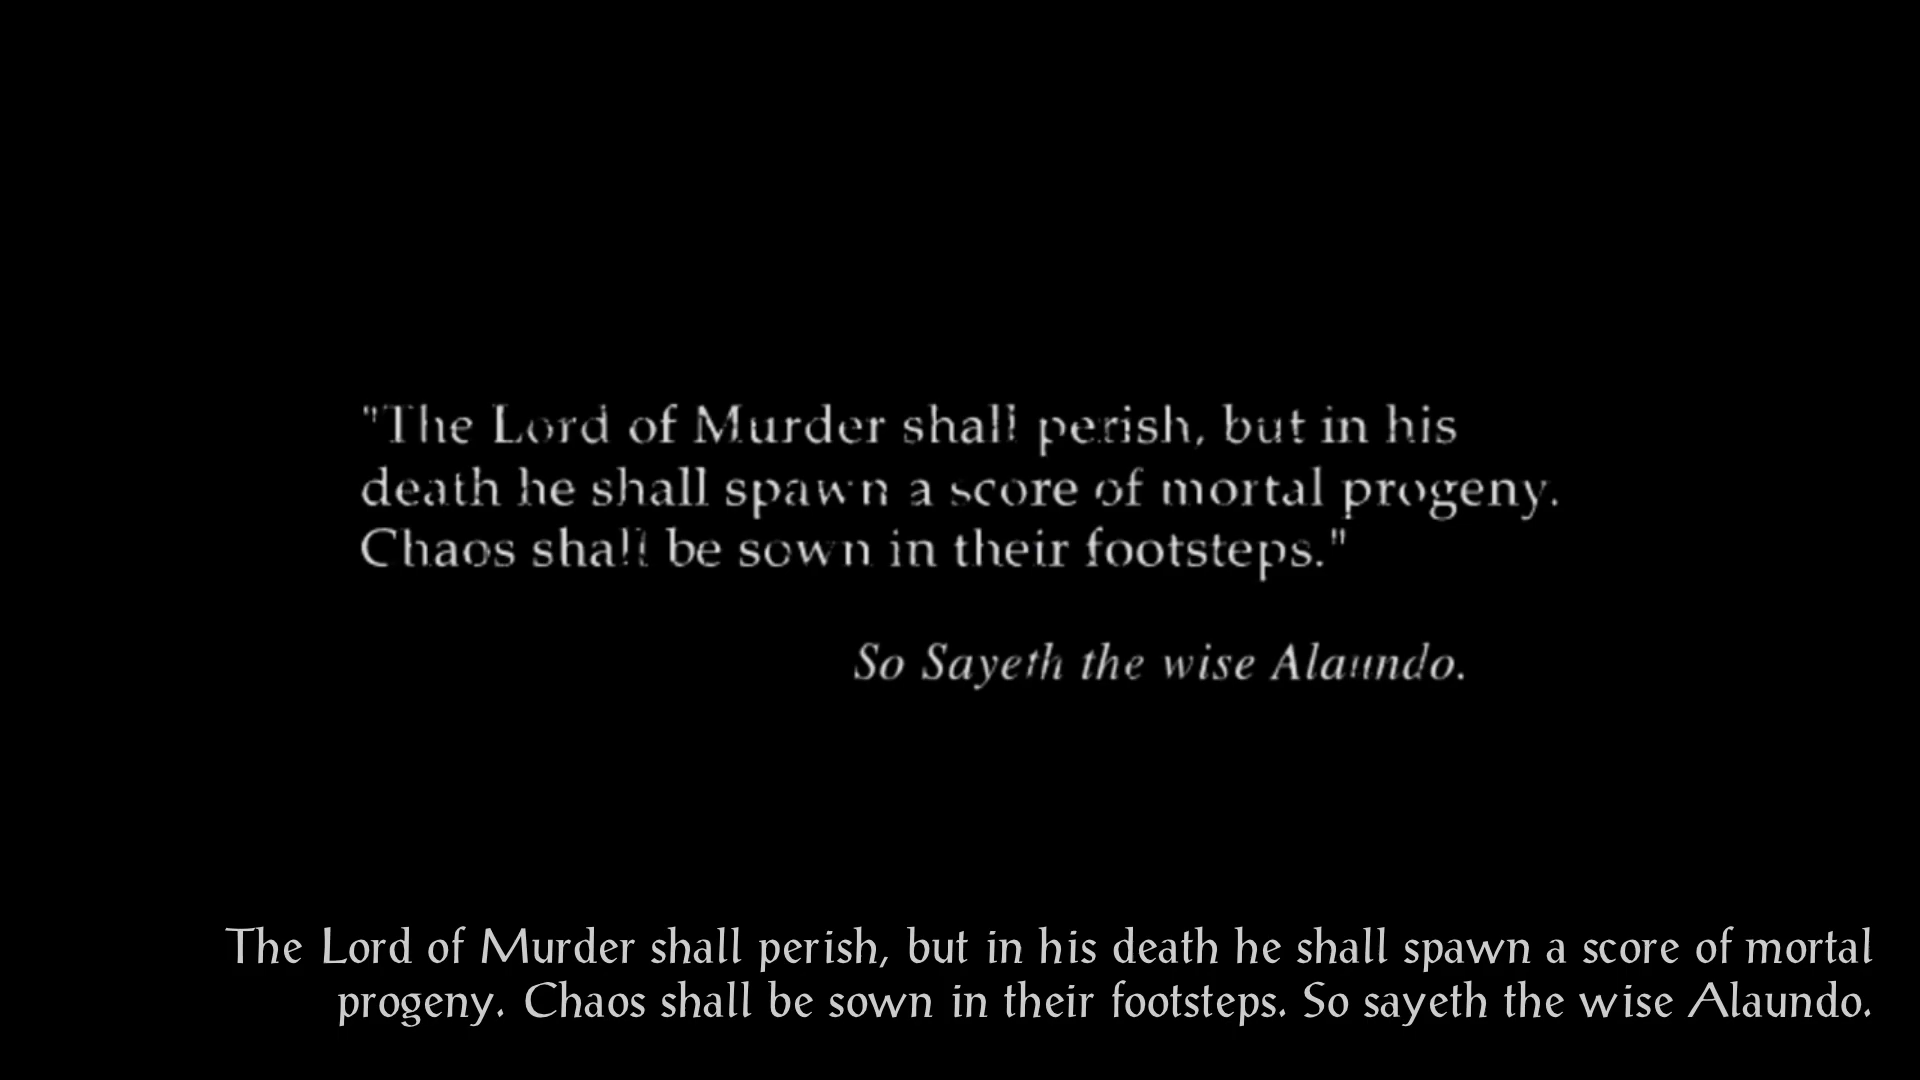 "The Lord of Murder shall perish, but in his
death he shall spawn a score of mortal progeny.
Chaos shall be sown in their footsteps."
So Sayeth the wise Alaundo.
The Lord of Murder shall perish, but in his death he shall spawn a score of mortal
progeny. Chaos shall be sown in their footsteps. So sayeth the wise Alaundo.